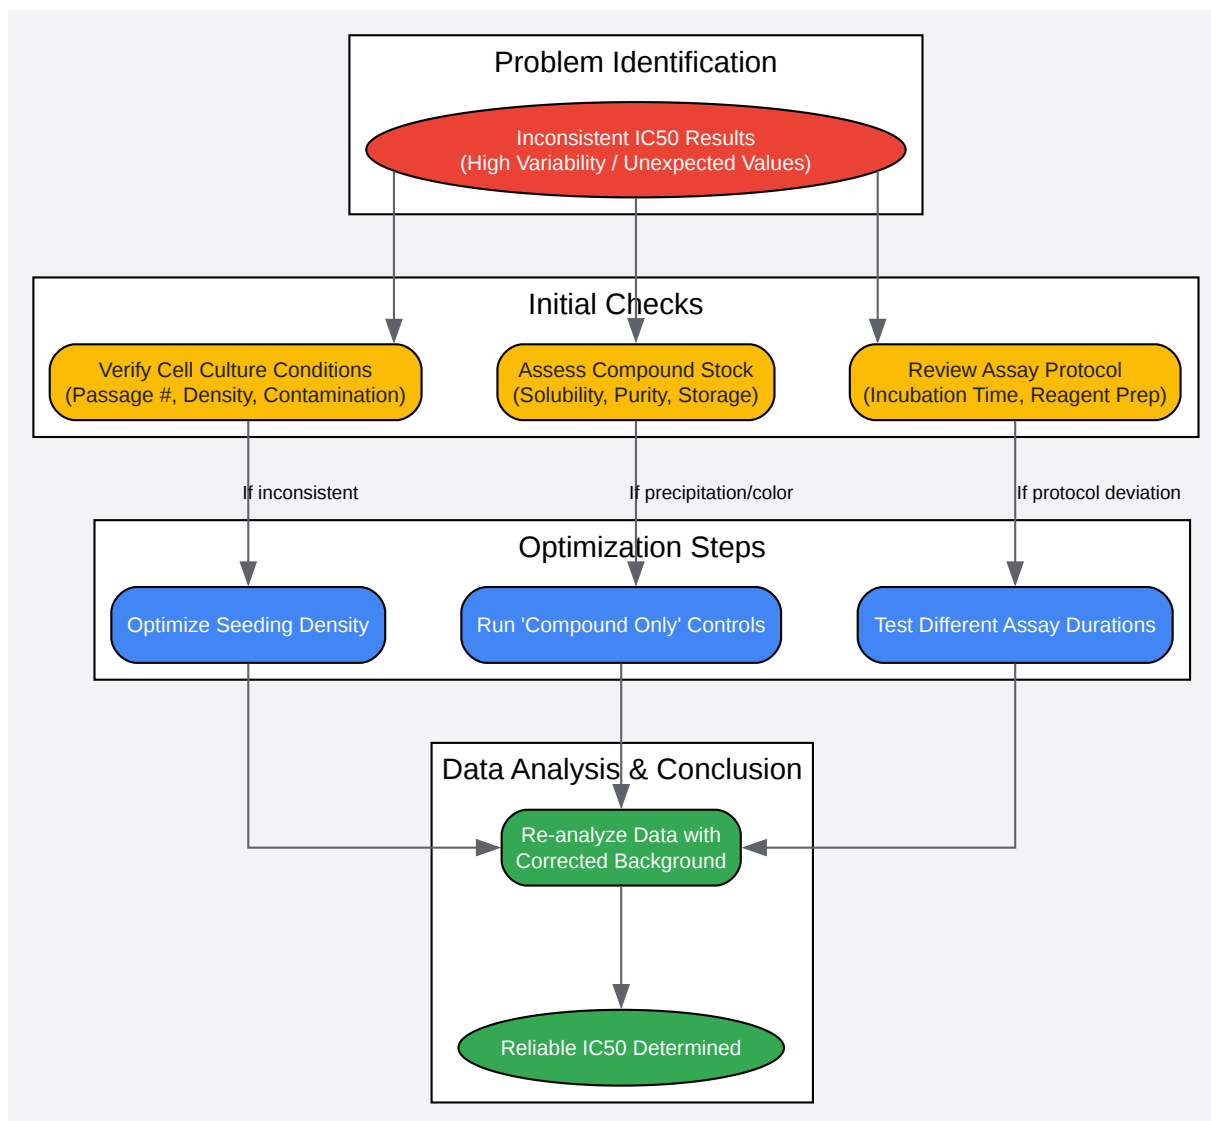 Problem Identification
Inconsistent IC50 Results
(High Variability / Unexpected Values)
Initial Checks
Verify Cell Culture Conditions
(Passage #, Density, Contamination)
Assess Compound Stock
(Solubility, Purity, Storage)
Review Assay Protocol
(Incubation Time, Reagent Prep)
If inconsistent
If precipitation/color
If protocol deviation
Optimization Steps
Optimize Seeding Density
Run 'Compound Only' Controls
Test Different Assay Durations
Data Analysis & Conclusion
Re-analyze Data with
Corrected Background
Reliable IC50 Determined